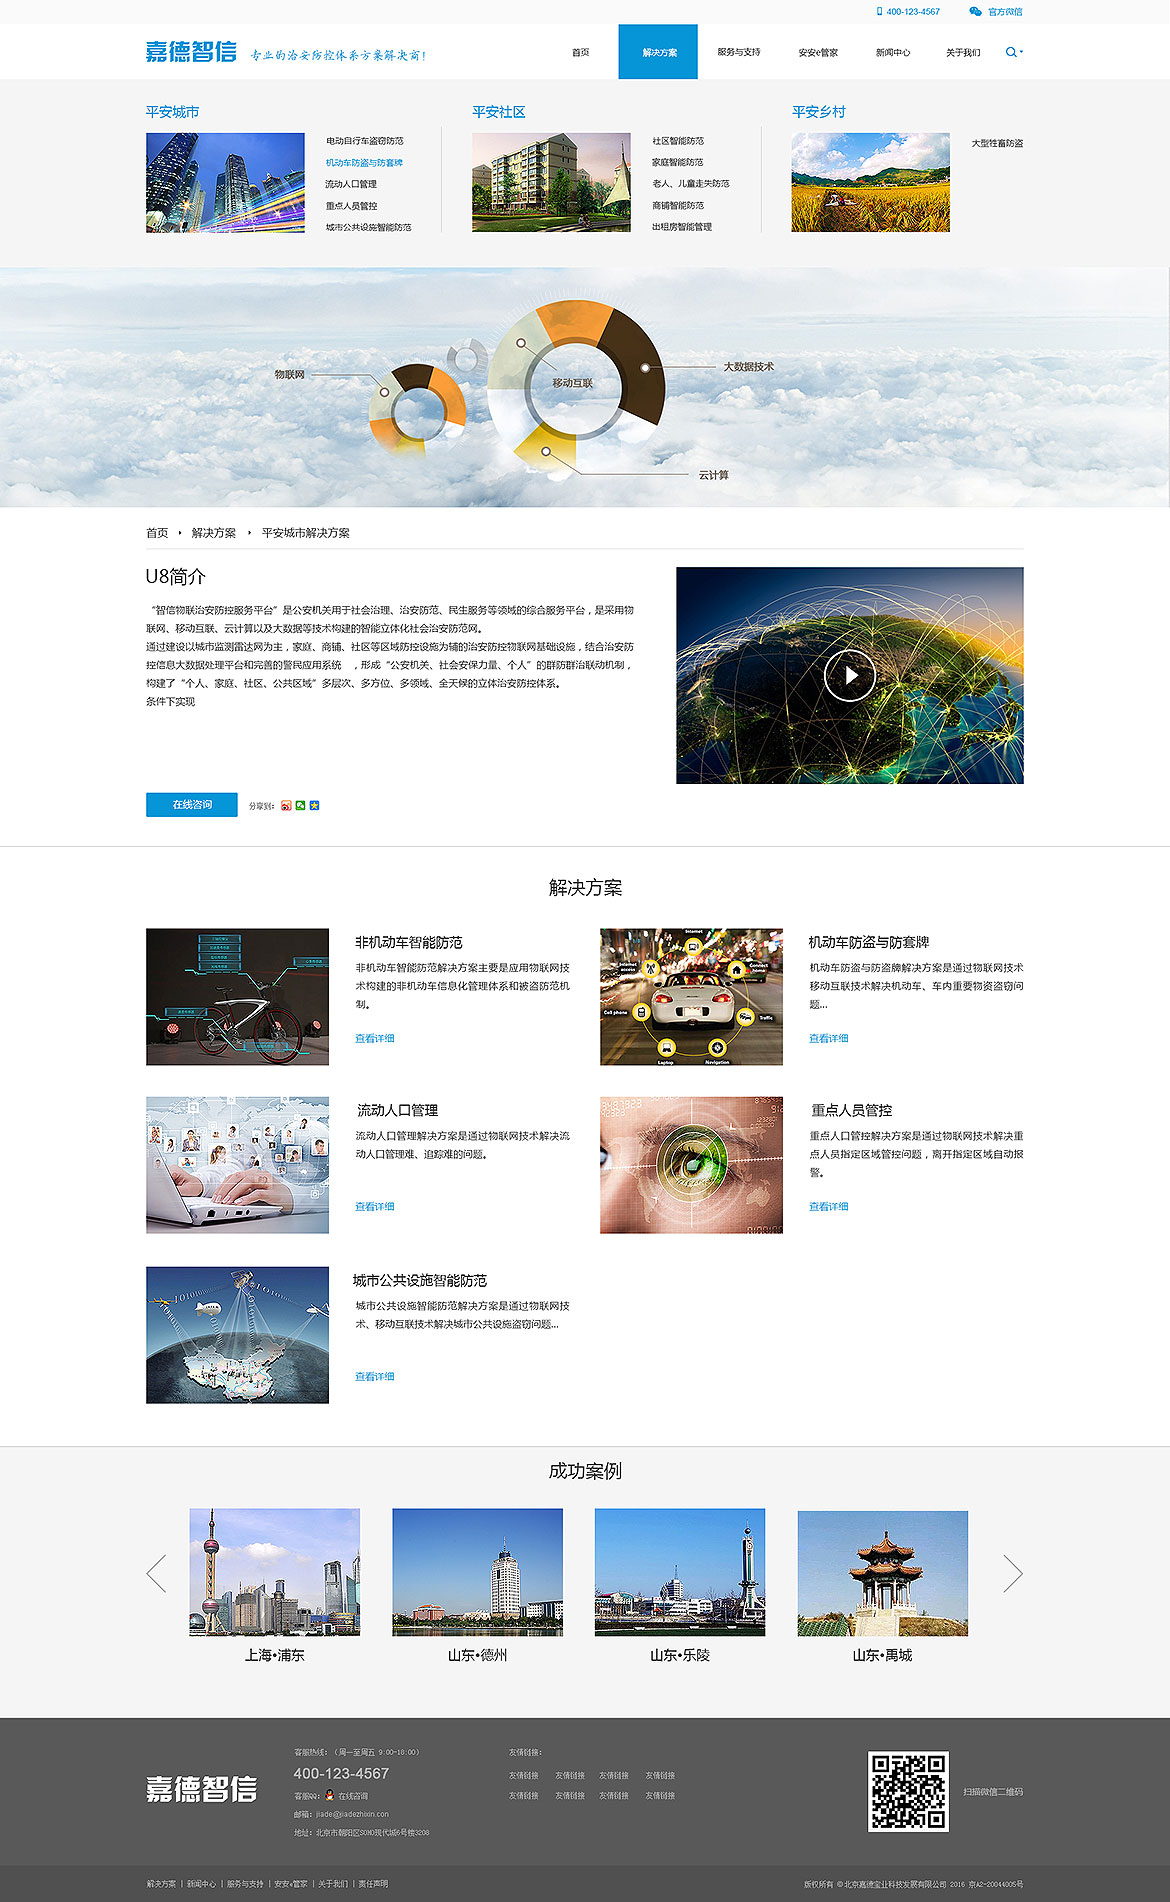 400-123-4567 官方微信
嘉德智信 专业的治安防控体系方案解决商!
首页 解决方案 服务与支持 安安e管家 新闻中心 关于我们
平安城市
电动自行车盗窃防范
机动车防盗与防套牌
流动人口管理
重点人员管控
城市公共设施智能防范
平安社区
社区智能防范
家庭智能防范
老人、儿童走失防范
商铺智能防范
出租房智能管理
平安乡村
大型牲畜防盗
物联网
移动互联
大数据技术
云计算
首页 解决方案 平安城市解决方案
U8简介
“智信物联治安防控服务平台”是公安机关用于社会治理、治安防范、民生服务等领域的综合服务平台，是采用物
联网、移动互联、云计算以及大数据等技术构建的智能立体化社会治安防范网。
通过建设以城市监测雷达网为主，家庭、商铺、社区等区域防控设施为辅的治安防控物联网基础设施，结合治安防
控信息大数据处理平台和完善的警民应用系统 ，形成“公安机关、社会安保力量、个人”的群防群治联动机制，
构建了“个人、家庭、社区、公共区域”多层次、多方位、多领域、全天候的立体治安防控体系。
条件下实现
在线咨询 分享到:
解决方案
非机动车智能防范
非机动车智能防范解决方案主要是应用物联网技
术构建的非机动车信息化管理体系和被盗防范机
制。
查看详细
Internet
Internet access
Connect home
Cell phone
Traffic
Laptop
Navigation
机动车防盗与防套牌
机动车防盗与防盗牌解决方案是通过物联网技术
移动互联技术解决机动车、车内重要物资盗窃问
题...
查看详细
流动人口管理
流动人口管理解决方案是通过物联网技术解决流
动人口管理难、追踪难的问题。
查看详细
重点人员管控
重点人口管控解决方案是通过物联网技术解决重
点人员指定区域管控问题，离开指定区域自动报
警。
查看详细
城市公共设施智能防范
城市公共设施智能防范解决方案是通过物联网技
术、移动互联技术解决城市公共设施盗窃问题...
查看详细
成功案例
上海•浦东
山东•德州
山东•乐陵
山东•禹城
嘉德智信
客服热线:（周一至周五 9:00-18:00）
400-123-4567
客服QQ: 在线咨询
邮箱: jiade@jiadezhixin.con
地址: 北京市朝阳区SOHO现代城6号楼3208
友情链接:
友情链接 友情链接 友情链接 友情链接
友情链接 友情链接 友情链接 友情链接
扫描微信二维码
解决方案 | 新闻中心 | 服务与支持 | 安安e管家 | 关于我们 | 责任声明
版权所有 ©北京嘉德宝业科技发展有限公司 2016 京A2-20044005号